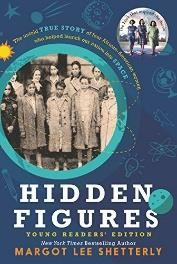 The untold TRUE STORY of four African-American women
who helped launch our nation into SPACE
HIDDEN
FIGURES
YOUNG READERS' EDITION
New York Times Bestselling Author
MARGOT LEE SHETTERLY